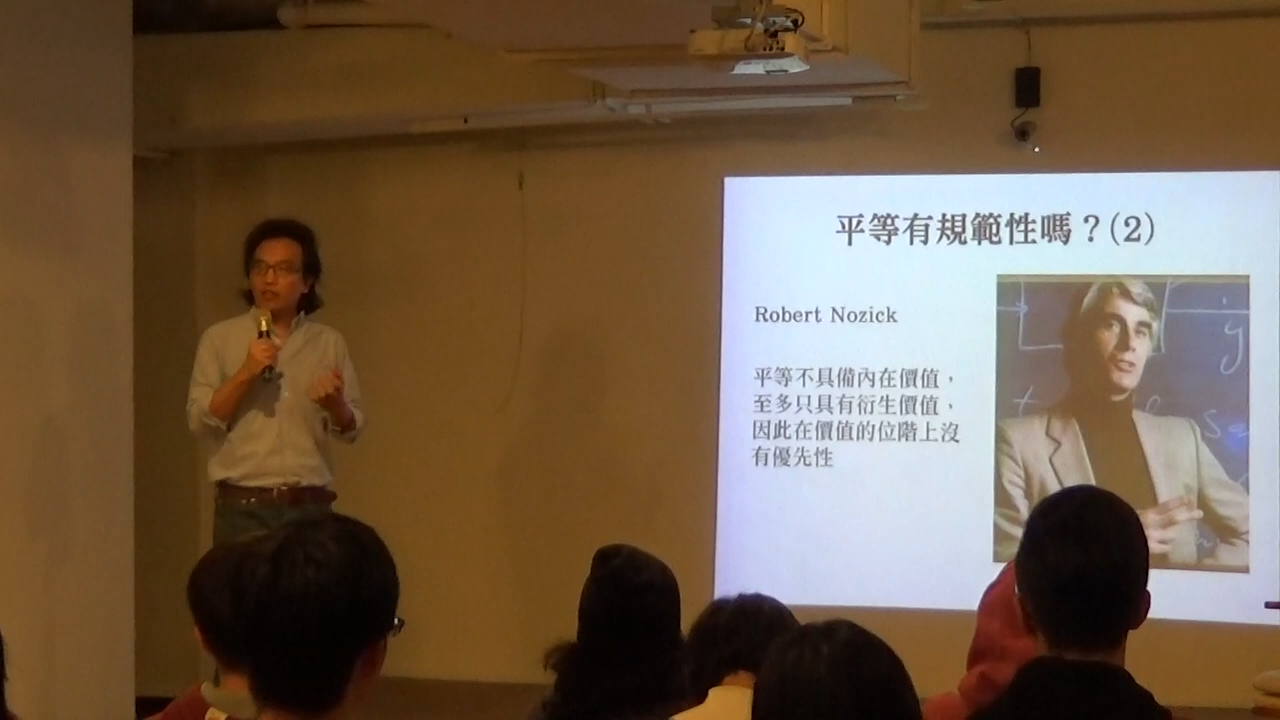 平等有規範性嗎？(2)
Robert Nozick
平等不具備內在價值，
至多只具有衍生價值，
因此在價值的位階上沒
有優先性